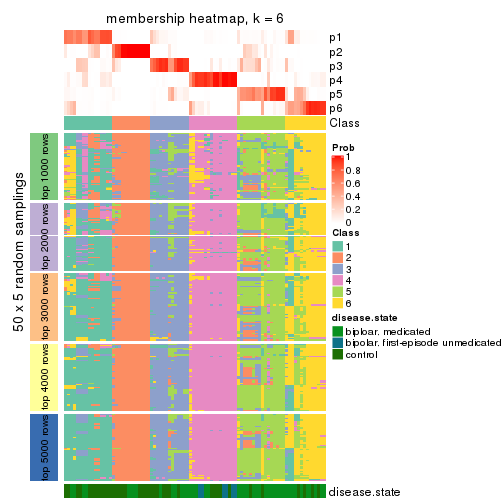 membership heatmap, k = 6
p1
p2
p3
p4
p5
p6
Class
50 x 5 random samplings
top 1000 rows
top 2000 rows
top 3000 rows
top 4000 rows
top 5000 rows
Prob
1
0.8
0.6
0.4
0.2
0
Class
1
2
3
4
5
6
disease.state
biploar, medicated
bipolar, first-episode unmedicated
control
disease.state